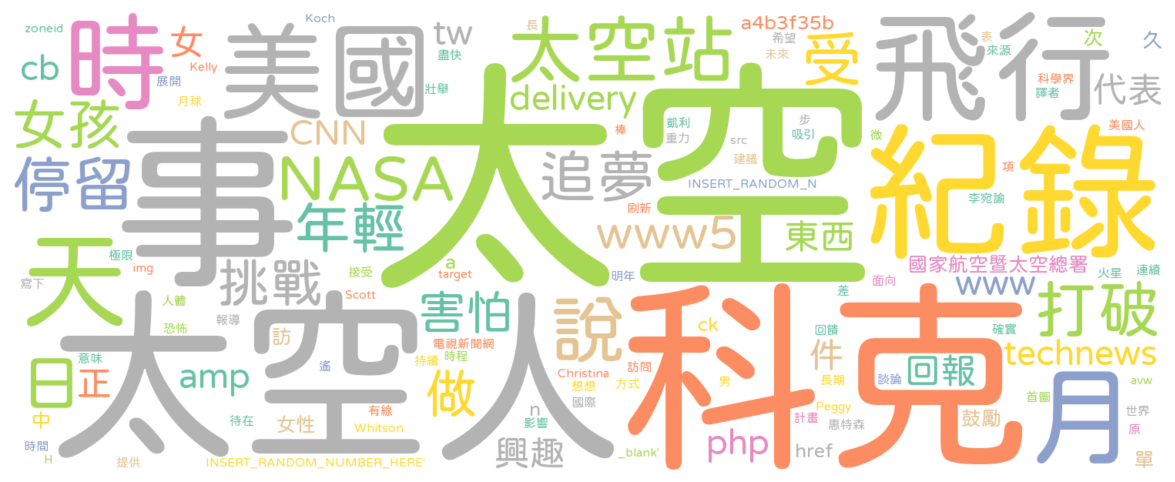 zoneid
Koch
長
a4b3f35b
時
女
美國
tw
太空站
希望
受
飛行
表
次
久
cb
Kelly
展開
盡快
未來
來源
科學界
譯者
代表
月球
壯舉
delivery
女孩
CNN
棒
凱利
重力
步
吸引
微
美國人
停留
事
NASA
追夢
src
建議
太空
紀錄
項
INSERT_RANDOM_N
李宛諭
年輕
刷新
www5
東西
天
極限
img
挑戰
接受
a
target
明年
國家航空暨太空總署
火星
連續
寫下
Scott
面向
www
差
人體
害怕
說
科克
打破
報導
恐怖
訪
電視新聞網
ck
回饋
確實
意味
遙
持續
時程
件
technews
日
正
amp
太空人
做
Christina
訪問
想想
方式
男
長期
談論
回報
月
avw
首圖
國際
n
影響
有線
女性
Whitson
計畫
Peggy
惠特森
鼓勵
世界
原
中
待在
時間
H
提供
INSERT_RANDOM_NUMBER_HERE'
興趣
_blank'
php
href
單